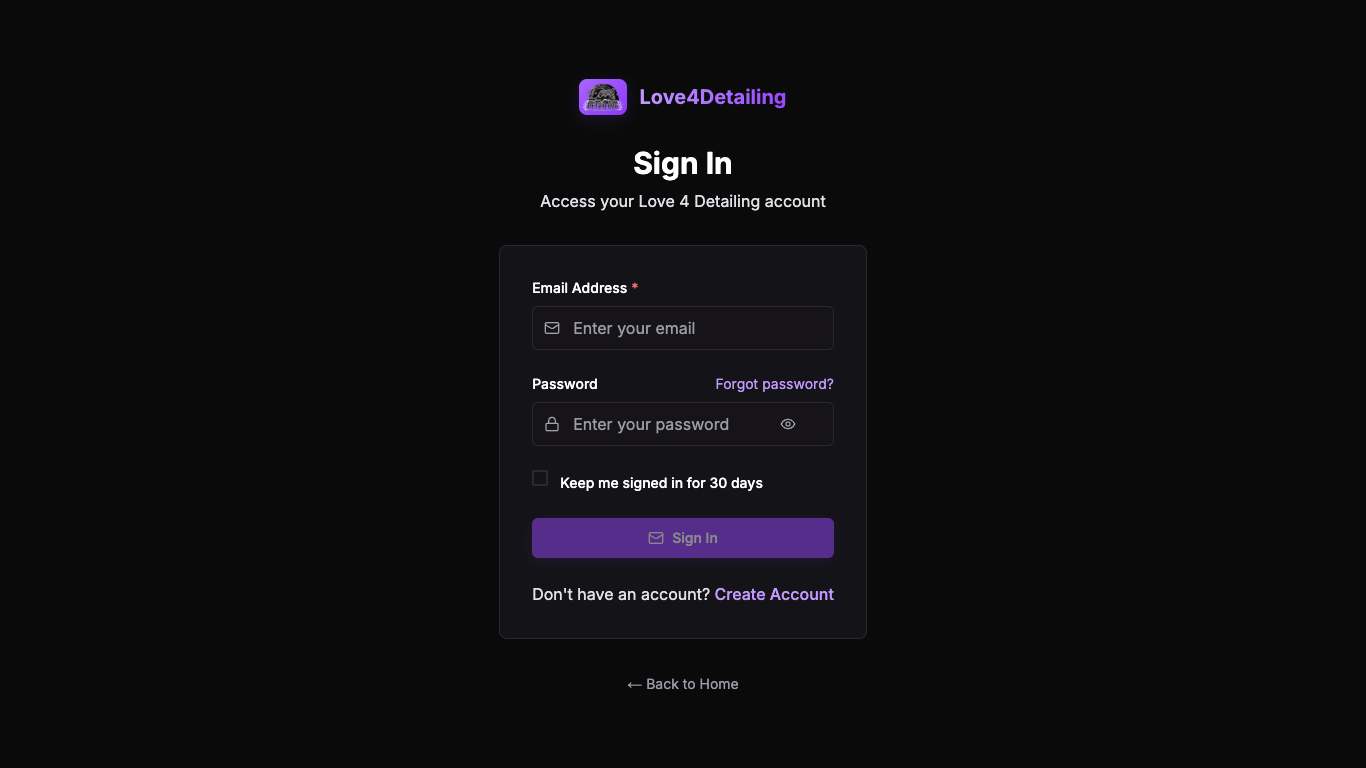 Love4Detailing
Sign In
Access your Love 4 Detailing account
Email Address *
Enter your email
Password
Forgot password?
Enter your password
Keep me signed in for 30 days
Sign In
Don't have an account? Create Account
← Back to Home